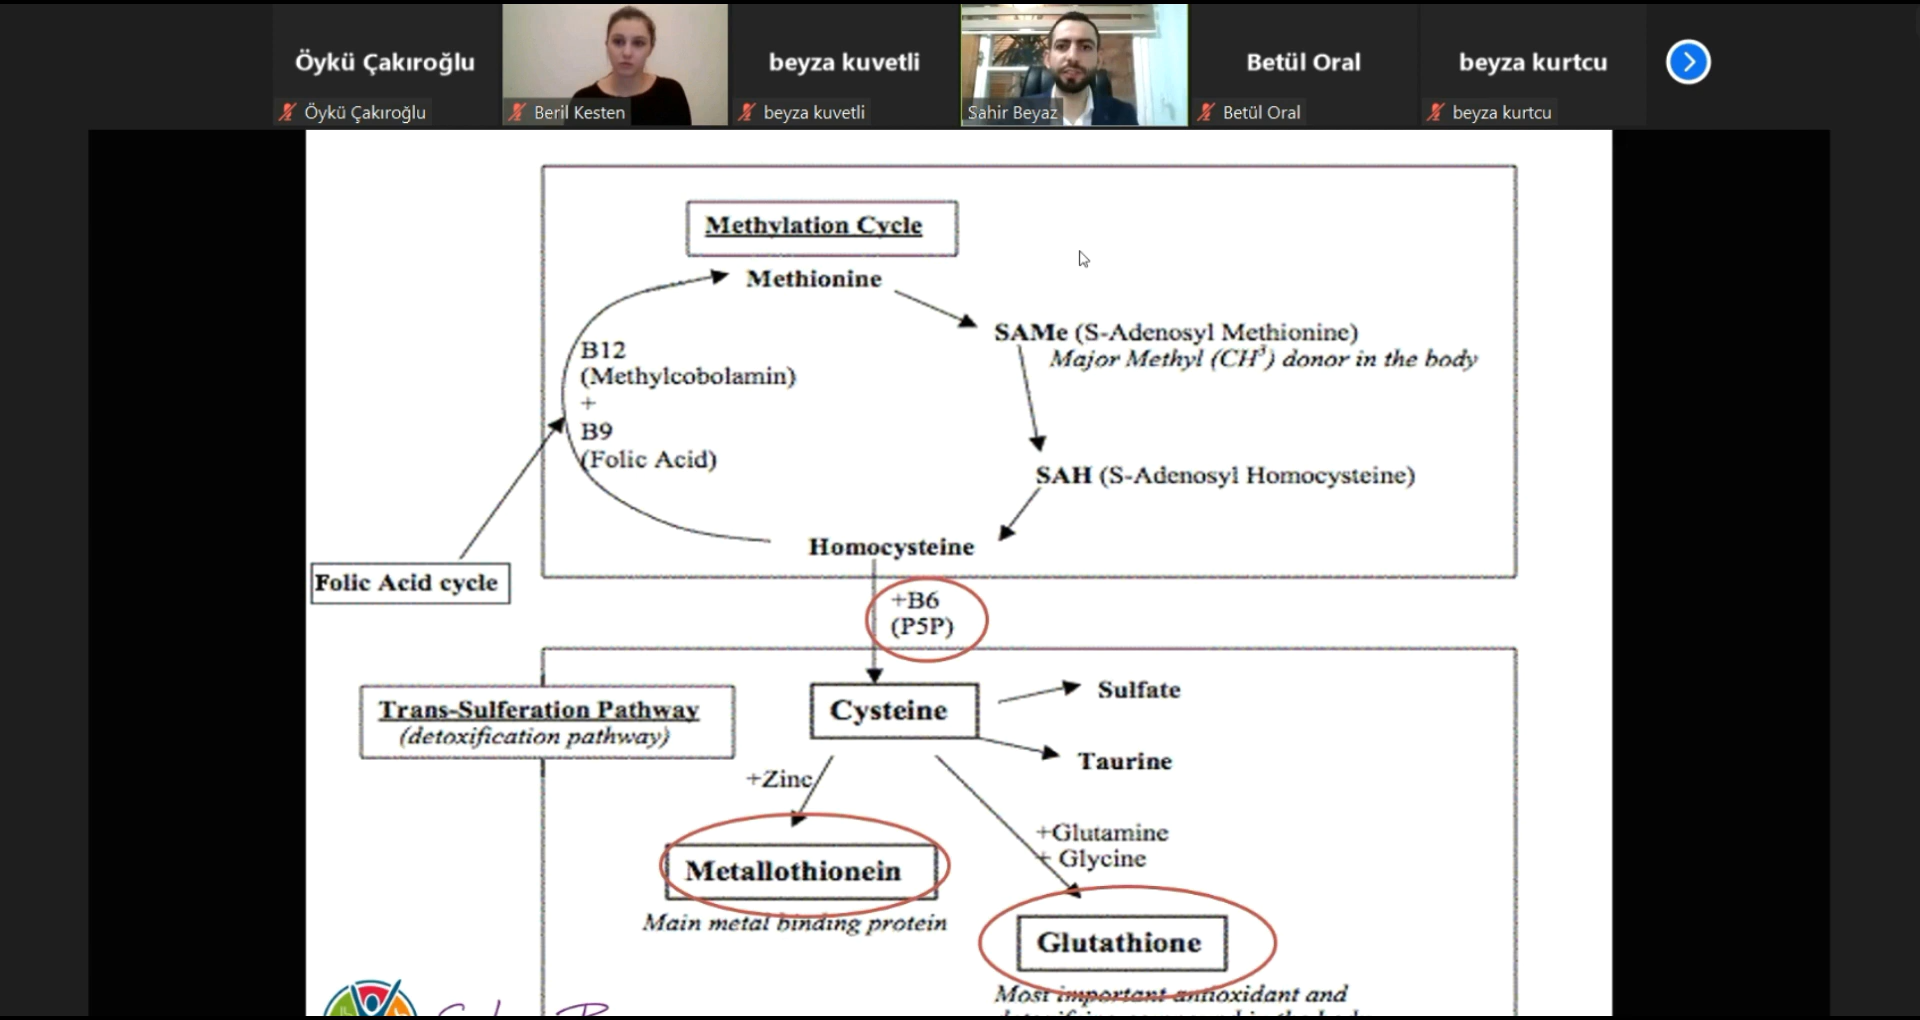 Öykü Çakıroğlu
beyza kuvetli
Betül Oral
beyza kurtcu
Öykü Çakıroğlu
Beril Kesten
beyza kuvetli
Sahir Beyaz
Betül Oral
beyza kurtcu
Methylation Cycle
Methionine
SAMe (S-Adenosyl Methionine)
Major Methyl (CH³) donor in the body
B12
(Methylcobolamin)
+
B9
(Folic Acid)
SAH (S-Adenosyl Homocysteine)
Homocysteine
Folic Acid cycle
+B6
(P5P)
Trans-Sulferation Pathway
(detoxification pathway)
Cysteine
Sulfate
Taurine
+Zinc
+Glutamine
+ Glycine
Metallothionein
Main metal binding protein
Glutathione
Most important antioxidant and